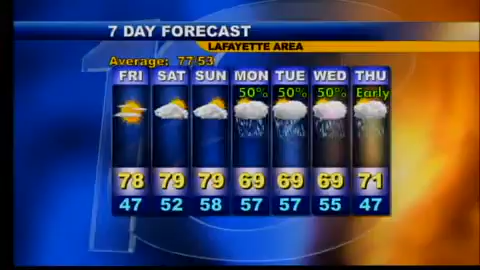 7 DAY FORECAST
LAFAYETTE AREA
Average: 77/53
FRI SAT SUN MON TUE WED THU
50% 50% 50% Early
78 79 79 69 69 69 71
47 52 58 57 57 55 47